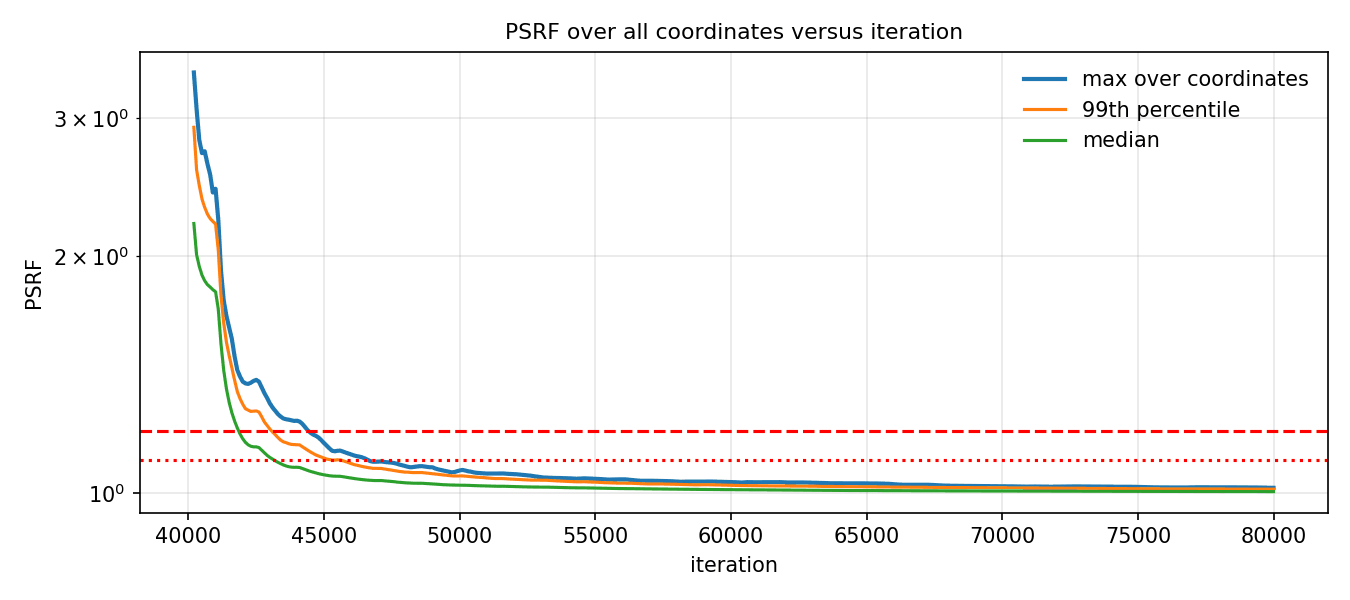 PSRF over all coordinates versus iteration
max over coordinates
99th percentile
median
3 × 10⁰
2 × 10⁰
10⁰
PSRF
40000 45000 50000 55000 60000 65000 70000 75000 80000
iteration